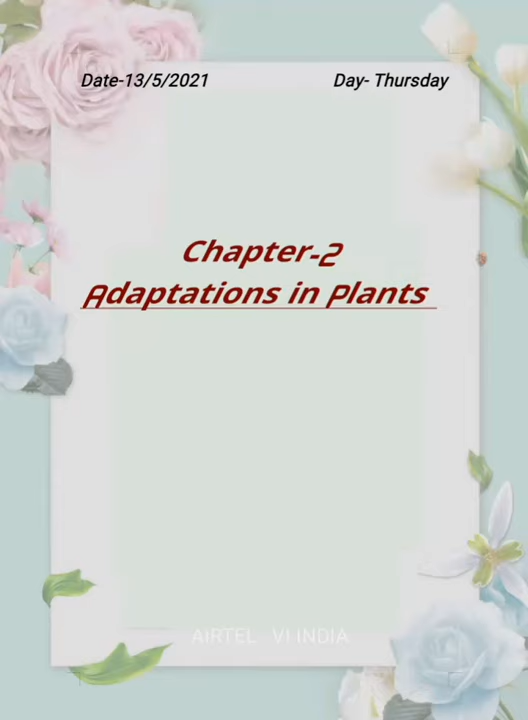 Date-13/5/2021 Day- Thursday
Chapter-2
Adaptations in Plants
AIRTEL VI INDIA